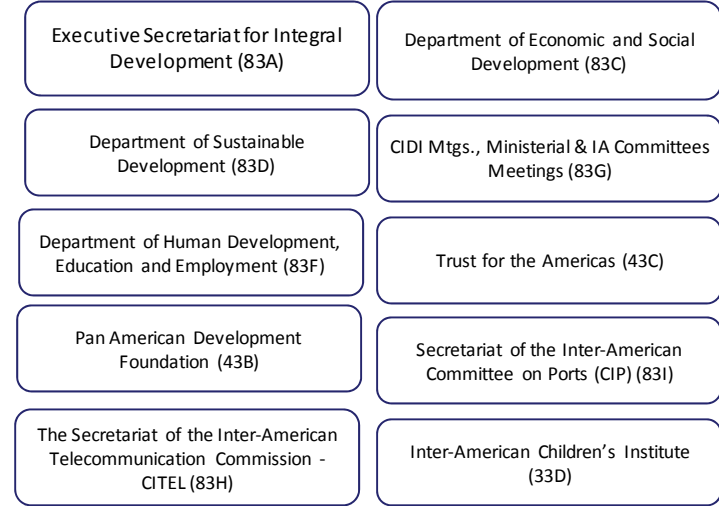 Executive Secretariat for Integral
Development (83A)
Department of Economic and Social
Development (83C)
Department of Sustainable
Development (83D)
CIDI Mtgs., Ministerial & IA Committees
Meetings (83G)
Department of Human Development,
Education and Employment (83F)
Trust for the Americas (43C)
Pan American Development
Foundation (43B)
Secretariat of the Inter-American
Committee on Ports (CIP) (83I)
The Secretariat of the Inter-American
Telecommunication Commission -
CITEL (83H)
Inter-American Children’s Institute
(33D)